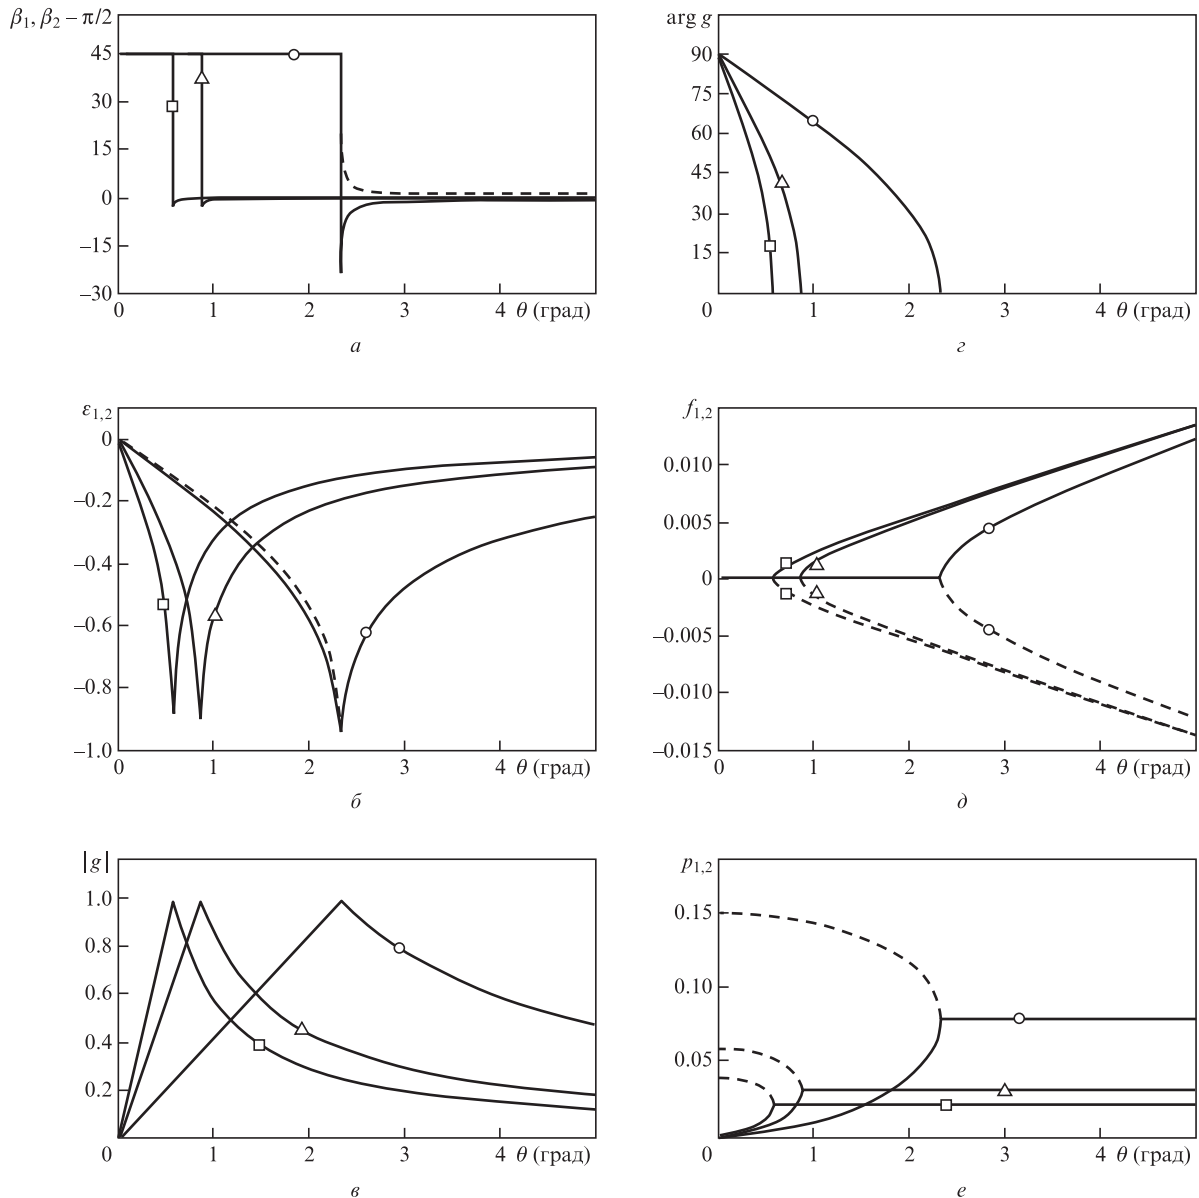 β₁, β₂ – π/2
45
30
15
0
–15
–30
0 1 2 3 4 θ (град)
а
arg g
90
75
60
45
30
15
0 1 2 3 4 θ (град)
г
ε₁,₂
0
–0.2
–0.4
–0.6
–0.8
–1.0
0 1 2 3 4 θ (град)
б
f₁,₂
0.010
0.005
0
–0.005
–0.010
–0.015
0 1 2 3 4 θ (град)
д
|g|
1.0
0.8
0.6
0.4
0.2
0 1 2 3 4 θ (град)
в
p₁,₂
0.15
0.10
0.05
0 1 2 3 4 θ (град)
е